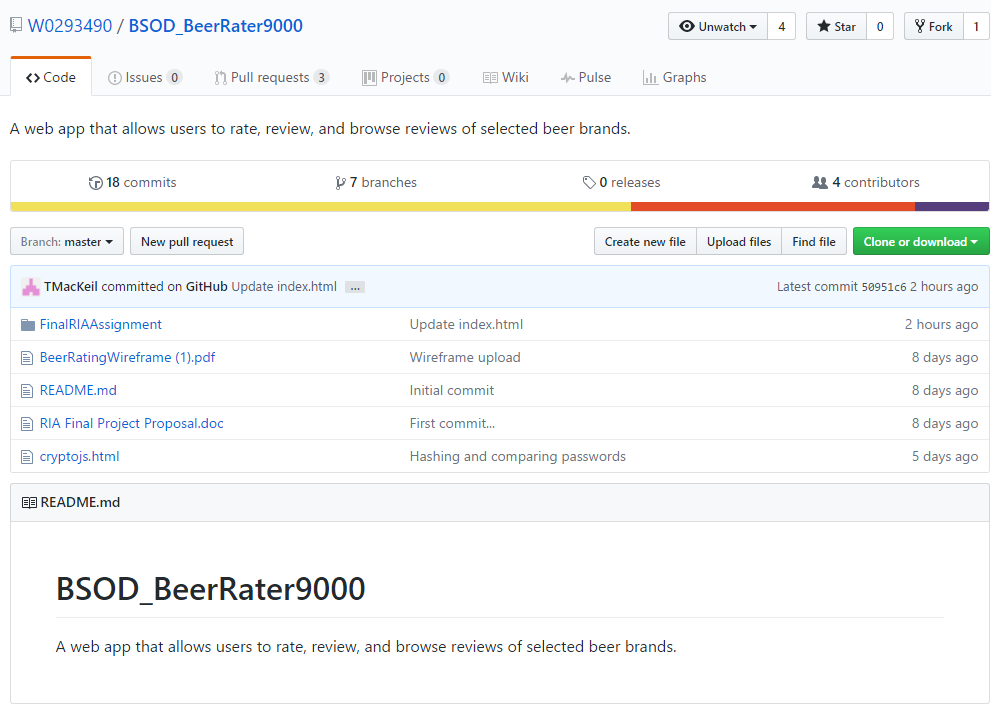 W0293490 / BSOD_BeerRater9000 Unwatch 4 Star 0 Fork 1
Code Issues 0 Pull requests 3 Projects 0 Wiki Pulse Graphs
A web app that allows users to rate, review, and browse reviews of selected beer brands.
18 commits 7 branches 0 releases 4 contributors
Branch: master New pull request Create new file Upload files Find file Clone or download
TMacKeil committed on GitHub Update index.html ... Latest commit 50951c6 2 hours ago
FinalRIAAssignment Update index.html 2 hours ago
BeerRatingWireframe (1).pdf Wireframe upload 8 days ago
README.md Initial commit 8 days ago
RIA Final Project Proposal.doc First commit... 8 days ago
cryptojs.html Hashing and comparing passwords 5 days ago
README.md
BSOD_BeerRater9000
A web app that allows users to rate, review, and browse reviews of selected beer brands.